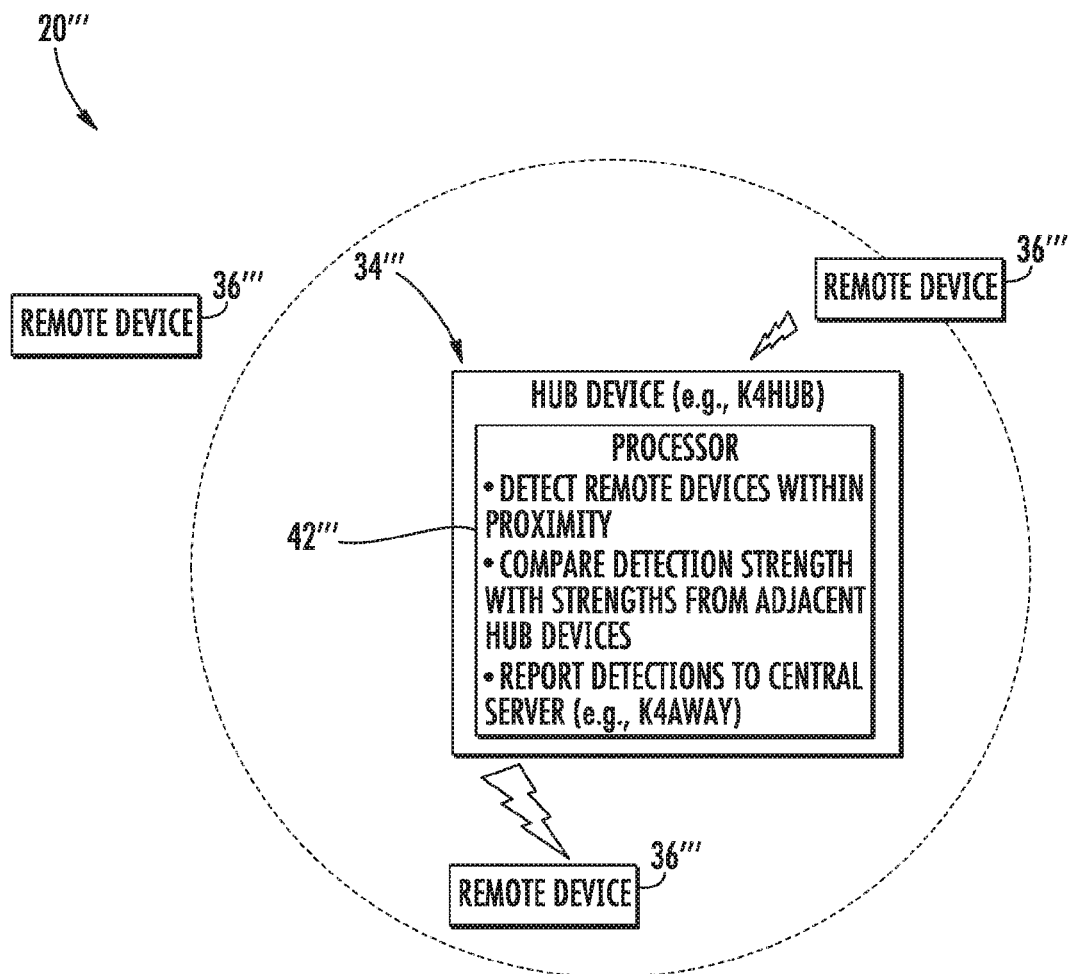 20'''
34'''
36'''
REMOTE DEVICE
36'''
REMOTE DEVICE
HUB DEVICE (e.g., K4HUB)
PROCESSOR
• DETECT REMOTE DEVICES WITHIN
PROXIMITY
42'''
• COMPARE DETECTION STRENGTH
WITH STRENGTHS FROM ADJACENT
HUB DEVICES
• REPORT DETECTIONS TO CENTRAL
SERVER (e.g., K4AWAY)
36'''
REMOTE DEVICE